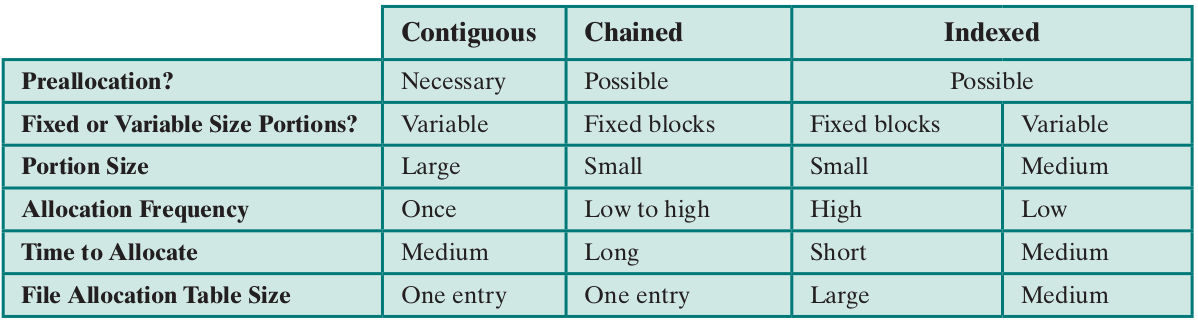 Contiguous Chained Indexed
Preallocation? Necessary Possible Possible
Fixed or Variable Size Portions? Variable Fixed blocks Fixed blocks Variable
Portion Size Large Small Small Medium
Allocation Frequency Once Low to high High Low
Time to Allocate Medium Long Short Medium
File Allocation Table Size One entry One entry Large Medium